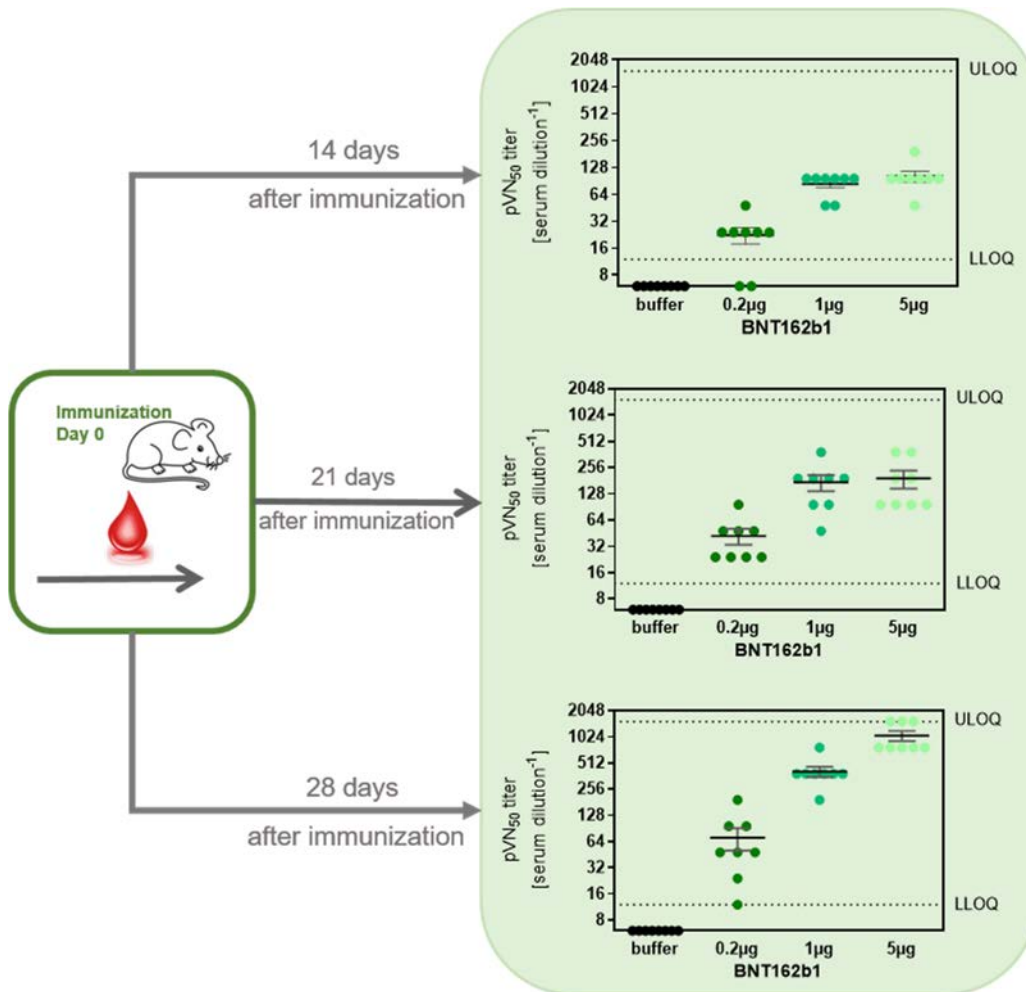 Immunization
Day 0
14 days
after immunization
pVN50 titer
[serum dilution-1]
2048
1024
512
256
128
64
32
16
8
ULOQ
LLOQ
buffer
0.2µg
1µg
5µg
BNT162b1
21 days
after immunization
pVN50 titer
[serum dilution-1]
2048
1024
512
256
128
64
32
16
8
ULOQ
LLOQ
buffer
0.2µg
1µg
5µg
BNT162b1
28 days
after immunization
pVN50 titer
[serum dilution-1]
2048
1024
512
256
128
64
32
16
8
ULOQ
LLOQ
buffer
0.2µg
1µg
5µg
BNT162b1